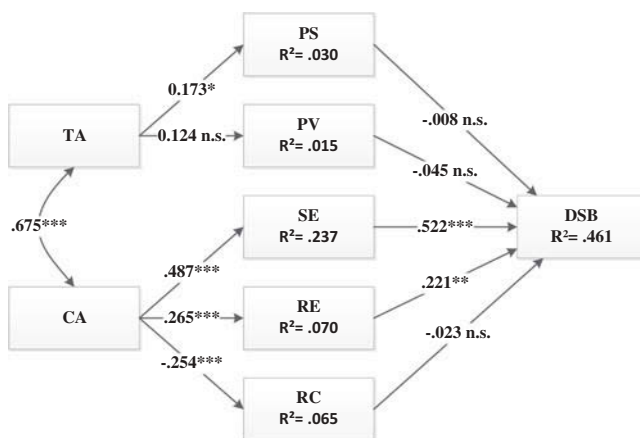 PS
R²= .030
0.173*
TA
0.124 n.s.
PV
R²= .015
-.008 n.s.
-.045 n.s.
.675***
SE
R²= .237
.522***
DSB
R²= .461
.487***
CA
.265***
RE
R²= .070
.221**
-.254***
-.023 n.s.
RC
R²= .065